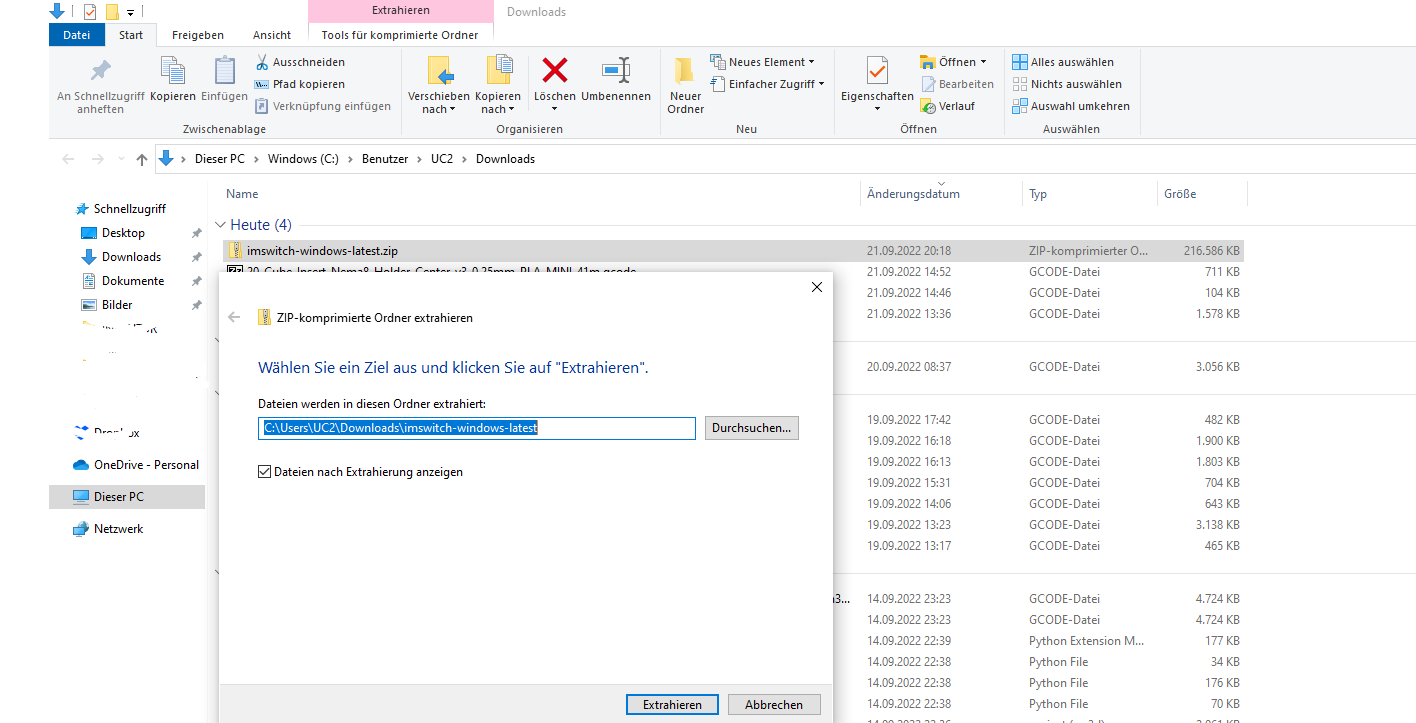 Extrahieren
Downloads
Datei
Start
Freigeben
Ansicht
Tools für komprimierte Ordner
An Schnellzugriff
anheften
Kopieren
Einfügen
Ausschneiden
Pfad kopieren
Verknüpfung einfügen
Zwischenablage
Verschieben
nach
Kopieren
nach
Löschen
Umbenennen
Organisieren
Neuer
Ordner
Neues Element
Einfacher Zugriff
Neu
Eigenschaften
Öffnen
Bearbeiten
Verlauf
Öffnen
Alles auswählen
Nichts auswählen
Auswahl umkehren
Auswählen
Dieser PC > Windows (C:) > Benutzer > UC2 > Downloads
Schnellzugriff
Desktop
Downloads
Dokumente
Bilder
OneDrive - Personal
Dieser PC
Netzwerk
Name Änderungsdatum Typ Größe
Heute (4)
imswitch-windows-latest.zip 21.09.2022 20:18 ZIP-komprimierter O... 216.586 KB
21.09.2022 14:52 GCODE-Datei 711 KB
21.09.2022 14:46 GCODE-Datei 104 KB
21.09.2022 13:36 GCODE-Datei 1.578 KB
20.09.2022 08:37 GCODE-Datei 3.056 KB
19.09.2022 17:42 GCODE-Datei 482 KB
19.09.2022 16:18 GCODE-Datei 1.900 KB
19.09.2022 16:13 GCODE-Datei 1.803 KB
19.09.2022 15:31 GCODE-Datei 704 KB
19.09.2022 14:06 GCODE-Datei 643 KB
19.09.2022 13:23 GCODE-Datei 3.138 KB
19.09.2022 13:17 GCODE-Datei 465 KB
14.09.2022 23:23 GCODE-Datei 4.724 KB
14.09.2022 23:23 GCODE-Datei 4.724 KB
14.09.2022 22:39 Python Extension M... 177 KB
14.09.2022 22:38 Python File 34 KB
14.09.2022 22:38 Python File 176 KB
14.09.2022 22:38 Python File 70 KB
ZIP-komprimierte Ordner extrahieren
Wählen Sie ein Ziel aus und klicken Sie auf "Extrahieren".
Dateien werden in diesen Ordner extrahiert:
C:\Users\UC2\Downloads\imswitch-windows-latest
Durchsuchen...
Dateien nach Extrahierung anzeigen
Extrahieren
Abbrechen